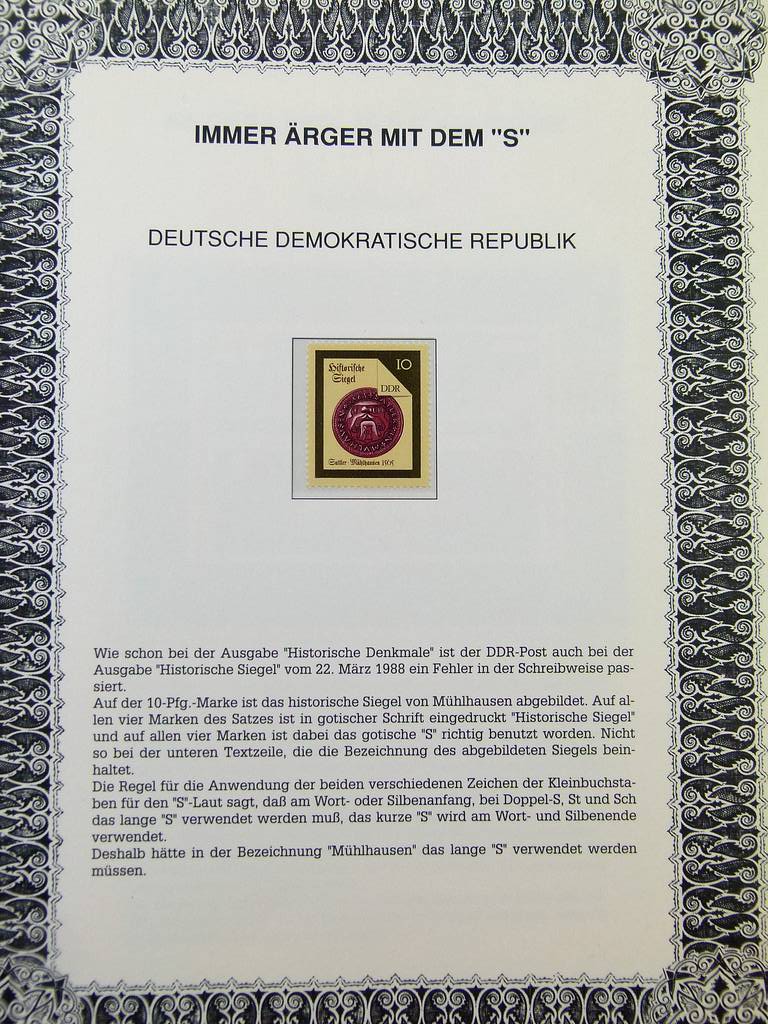 IMMER ÄRGER MIT DEM "S"
DEUTSCHE DEMOKRATISCHE REPUBLIK
Hiſtoriſche
Siegel
10
DDR
Sattler · Mühlhausen 1565
Wie schon bei der Ausgabe "Historische Denkmale" ist der DDR-Post auch bei der
Ausgabe "Historische Siegel" vom 22. März 1988 ein Fehler in der Schreibweise pas-
siert.
Auf der 10-Pfg.-Marke ist das historische Siegel von Mühlhausen abgebildet. Auf al-
len vier Marken des Satzes ist in gotischer Schrift eingedruckt "Historische Siegel"
und auf allen vier Marken ist dabei das gotische "S" richtig benutzt worden. Nicht
so bei der unteren Textzeile, die die Bezeichnung des abgebildeten Siegels bein-
haltet.
Die Regel für die Anwendung der beiden verschiedenen Zeichen der Kleinbuchsta-
ben für den "S"-Laut sagt, daß am Wort- oder Silbenanfang, bei Doppel-S, St und Sch
das lange "S" verwendet werden muß, das kurze "S" wird am Wort- und Silbenende
verwendet.
Deshalb hätte in der Bezeichnung "Mühlhausen" das lange "S" verwendet werden
müssen.